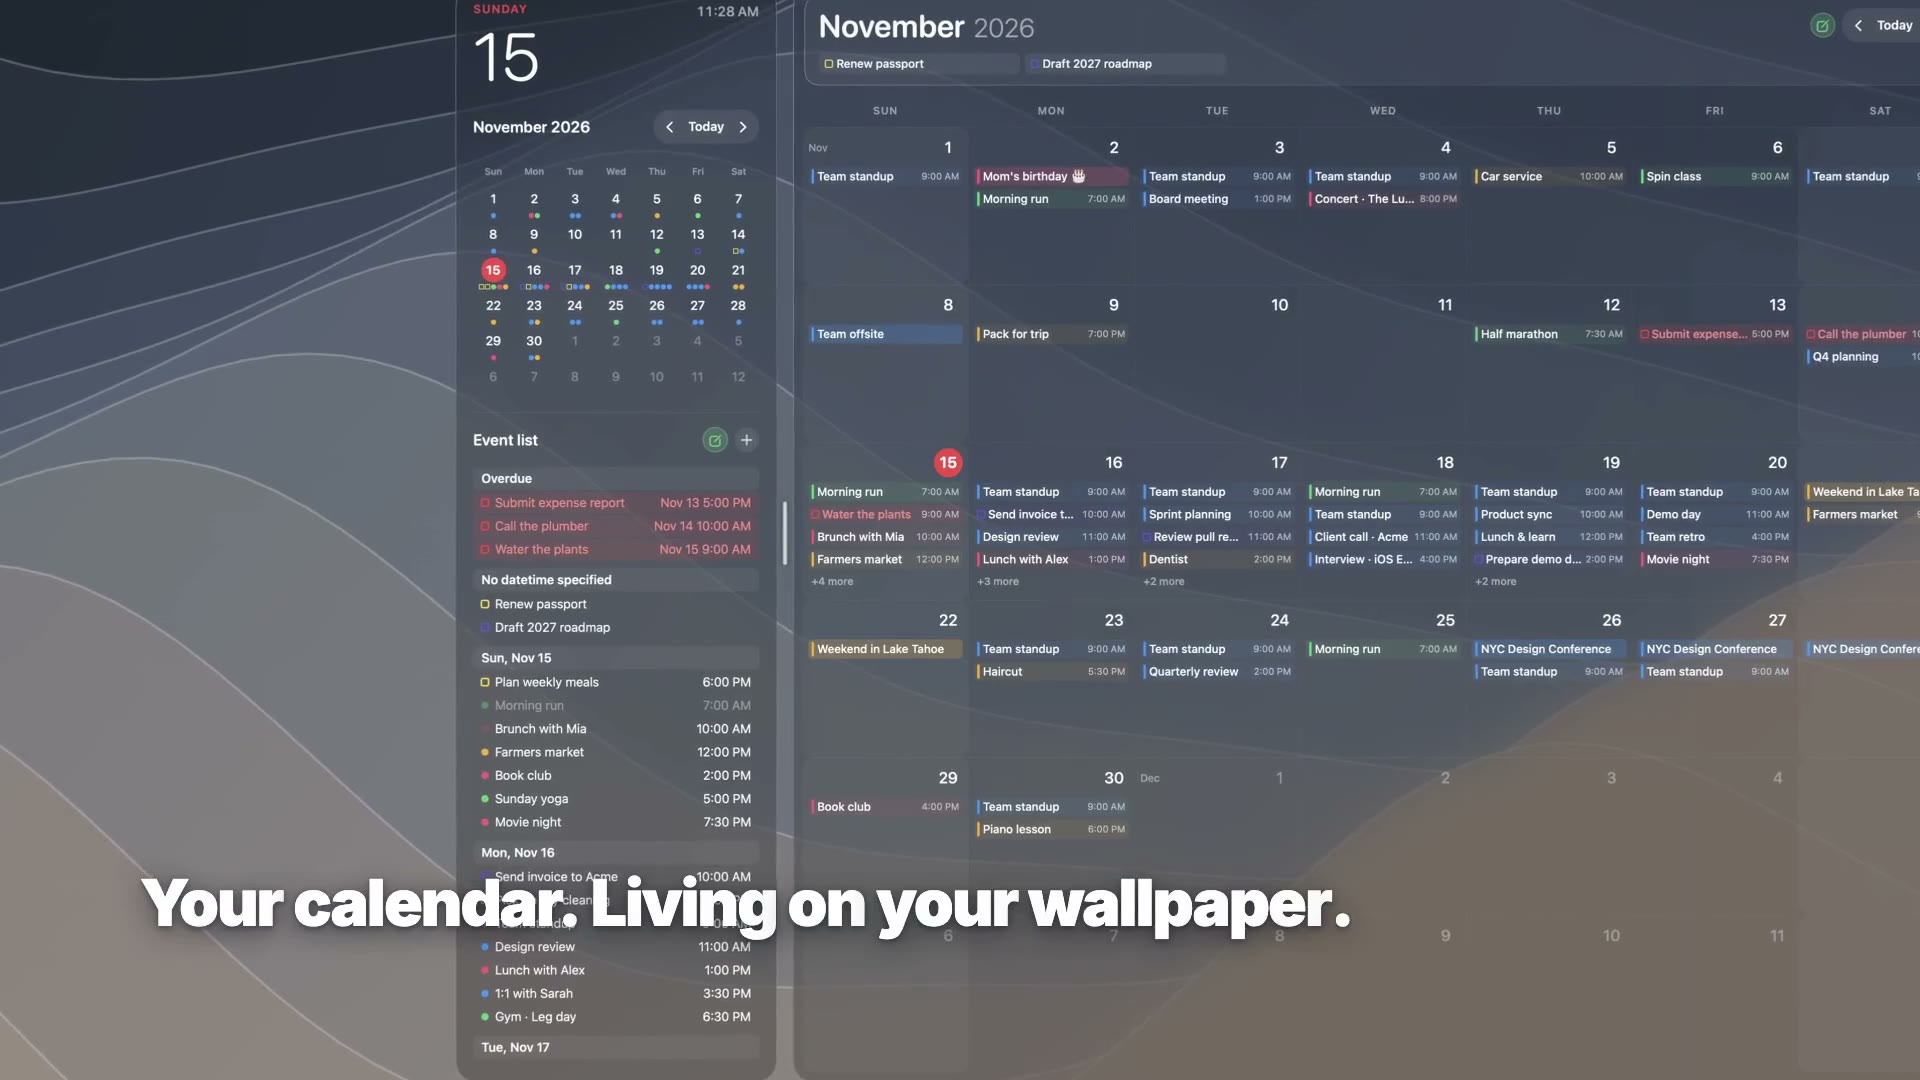 SUNDAY
11:28 AM
15
November 2026
Today
Sun Mon Tue Wed Thu Fri Sat
1 2 3 4 5 6 7
8 9 10 11 12 13 14
15 16 17 18 19 20 21
22 23 24 25 26 27 28
29 30 1 2 3 4 5
6 7 8 9 10 11 12
Event list
Overdue
Submit expense report Nov 13 5:00 PM
Call the plumber Nov 14 10:00 AM
Water the plants Nov 15 9:00 AM
No datetime specified
Renew passport
Draft 2027 roadmap
Sun, Nov 15
Plan weekly meals 6:00 PM
Morning run 7:00 AM
Brunch with Mia 10:00 AM
Farmers market 12:00 PM
Book club 2:00 PM
Sunday yoga 5:00 PM
Movie night 7:30 PM
Mon, Nov 16
Send invoice to Acme 10:00 AM
Design review 11:00 AM
Lunch with Alex 1:00 PM
1:1 with Sarah 3:30 PM
Gym · Leg day 6:30 PM
Tue, Nov 17
November 2026
Today
Renew passport Draft 2027 roadmap
SUN MON TUE WED THU FRI SAT
Nov 1 2 3 4 5 6
Team standup 9:00 AM Mom's birthday 🎂 Team standup 9:00 AM Team standup 9:00 AM Car service 10:00 AM Spin class 9:00 AM Team standup
Morning run 7:00 AM Board meeting 1:00 PM Concert · The Lu... 8:00 PM
8 9 10 11 12 13
Team offsite Pack for trip 7:00 PM Half marathon 7:30 AM Submit expense... 5:00 PM Call the plumber
Q4 planning
15 16 17 18 19 20
Morning run 7:00 AM Team standup 9:00 AM Team standup 9:00 AM Morning run 7:00 AM Team standup 9:00 AM Team standup 9:00 AM Weekend in Lake Ta
Water the plants 9:00 AM Send invoice t... 10:00 AM Sprint planning 10:00 AM Team standup 9:00 AM Product sync 10:00 AM Demo day 11:00 AM Farmers market
Brunch with Mia 10:00 AM Design review 11:00 AM Review pull re... 11:00 AM Client call · Acme 11:00 AM Lunch & learn 12:00 PM Team retro 4:00 PM
Farmers market 12:00 PM Lunch with Alex 1:00 PM Dentist 2:00 PM Interview · iOS E... 4:00 PM Prepare demo d... 2:00 PM Movie night 7:30 PM
+4 more +3 more +2 more +2 more
22 23 24 25 26 27
Weekend in Lake Tahoe Team standup 9:00 AM Team standup 9:00 AM Morning run 7:00 AM NYC Design Conference NYC Design Conference NYC Design Confere
Haircut 5:30 PM Quarterly review 2:00 PM Team standup 9:00 AM Team standup 9:00 AM
29 30 Dec 1 2 3 4
Book club 4:00 PM Team standup 9:00 AM
Piano lesson 6:00 PM
6 7 8 9 10 11
Your calendar. Living on your wallpaper.